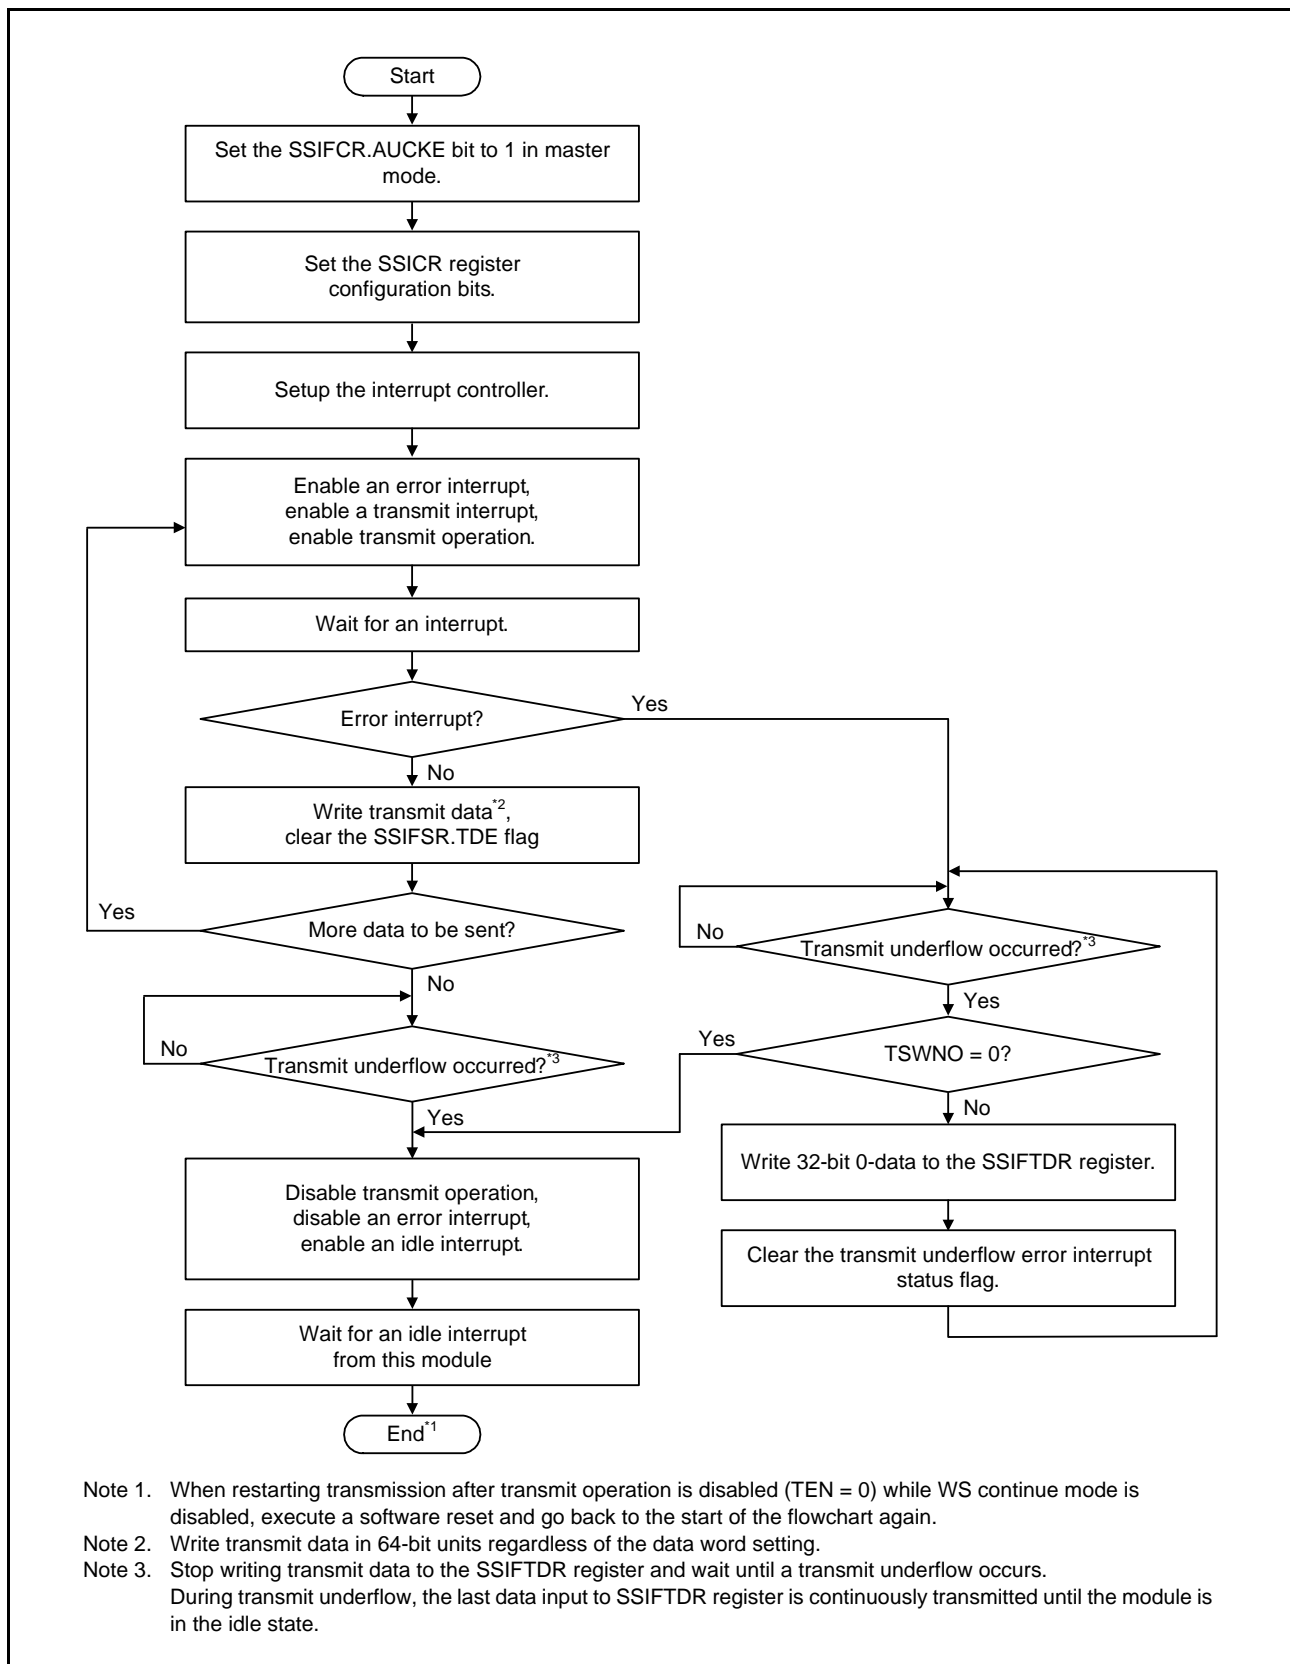 Start
Set the SSIFCR.AUCKE bit to 1 in master
mode.
Set the SSICR register
configuration bits.
Setup the interrupt controller.
Enable an error interrupt,
enable a transmit interrupt,
enable transmit operation.
Wait for an interrupt.
Error interrupt?
Yes
No
Write transmit data*2,
clear the SSIFSR.TDE flag
More data to be sent?
Yes
No
Transmit underflow occurred?*3
No
Yes
Transmit underflow occurred?*3
No
Yes
TSWNO = 0?
Yes
No
Write 32-bit 0-data to the SSIFTDR register.
Clear the transmit underflow error interrupt
status flag.
Disable transmit operation,
disable an error interrupt,
enable an idle interrupt.
Wait for an idle interrupt
from this module
End*1
Note 1. When restarting transmission after transmit operation is disabled (TEN = 0) while WS continue mode is
disabled, execute a software reset and go back to the start of the flowchart again.
Note 2. Write transmit data in 64-bit units regardless of the data word setting.
Note 3. Stop writing transmit data to the SSIFTDR register and wait until a transmit underflow occurs.
During transmit underflow, the last data input to SSIFTDR register is continuously transmitted until the module is
in the idle state.